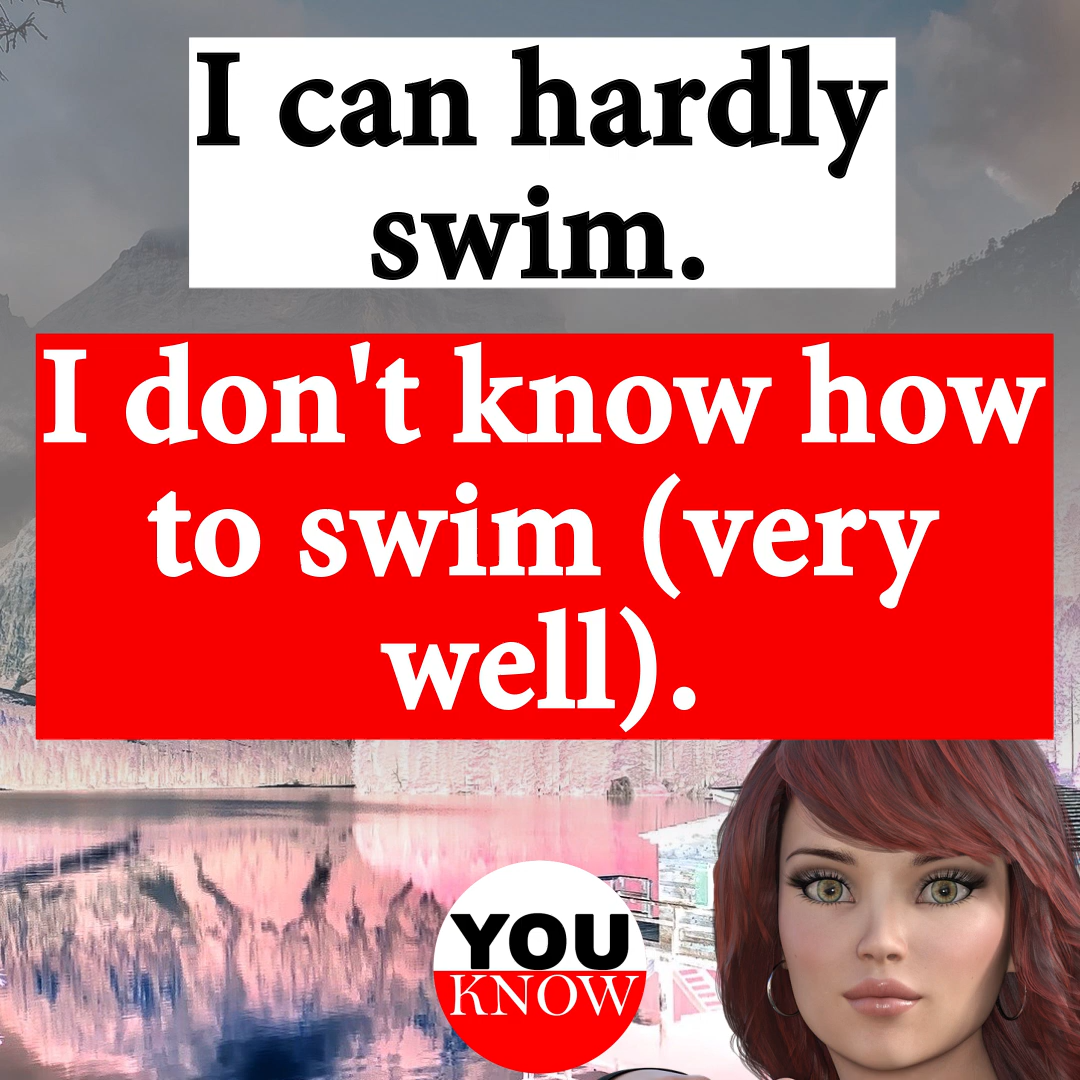 I can hardly
swim.
I don't know how
to swim (very
well).
YOU
KNOW